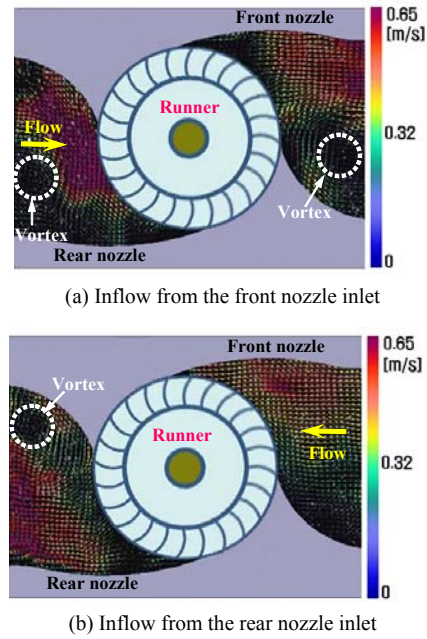 Front nozzle
0.65
[m/s]
Runner
Flow
0.32
Vortex
Vortex
Rear nozzle
0
(a) Inflow from the front nozzle inlet
0.65
Front nozzle
[m/s]
Vortex
Runner
Flow
0.32
Rear nozzle
0
(b) Inflow from the rear nozzle inlet